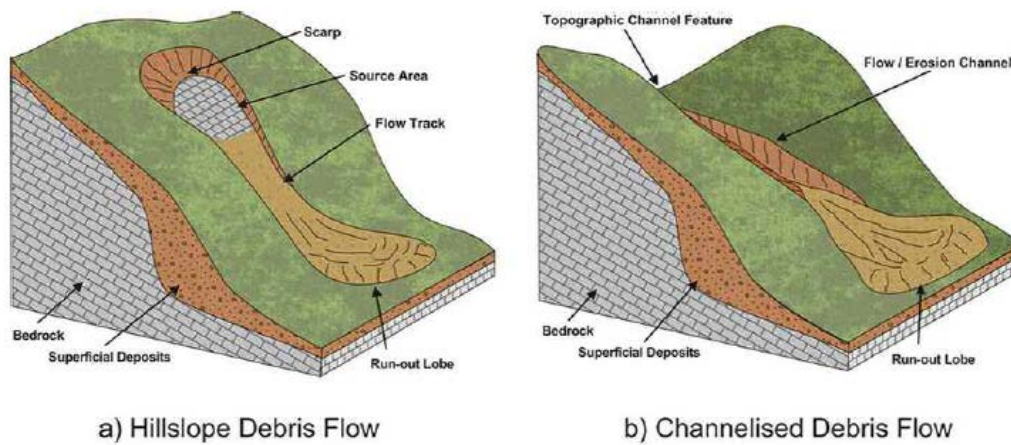 Scarp
Source Area
Flow Track
Bedrock
Superficial Deposits
Run-out Lobe
a) Hillslope Debris Flow
Topographic Channel Feature
Flow / Erosion Channel
Bedrock
Superficial Deposits
Run-out Lobe
b) Channelised Debris Flow